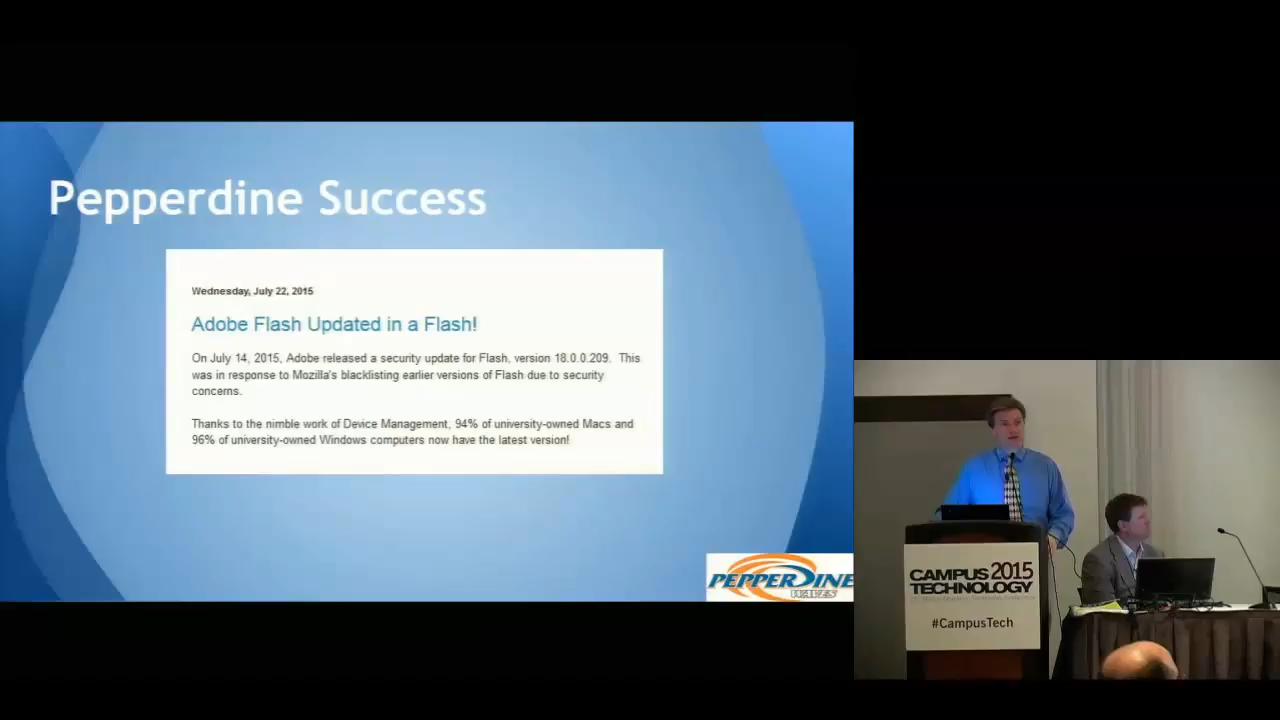 Pepperdine Success
Wednesday, July 22, 2015
Adobe Flash Updated in a Flash!
On July 14, 2015, Adobe released a security update for Flash, version 18.0.0.209. This
was in response to Mozilla's blacklisting earlier versions of Flash due to security
concerns.
Thanks to the nimble work of Device Management, 94% of university-owned Macs and
96% of university-owned Windows computers now have the latest version!
PEPPERDINE
WAVES
CAMPUS 2015
TECHNOLOGY
#CampusTech